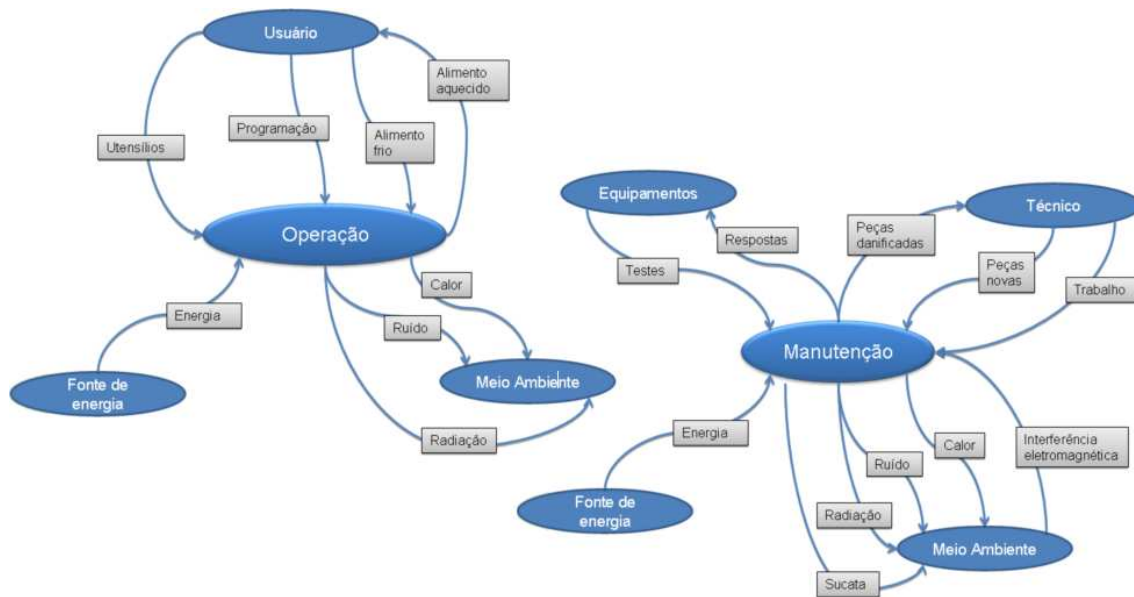 Usuário
Alimento
aquecido
Programação
Alimento
frio
Utensílios
Operação
Energia
Calor
Ruído
Fonte de
energia
Meio Ambiente
Radiação
Equipamentos
Técnico
Respostas
Peças
danificadas
Testes
Peças
novas
Trabalho
Manutenção
Energia
Ruído
Calor
Interferência
eletromagnética
Fonte de
energia
Radiação
Meio Ambiente
Sucata